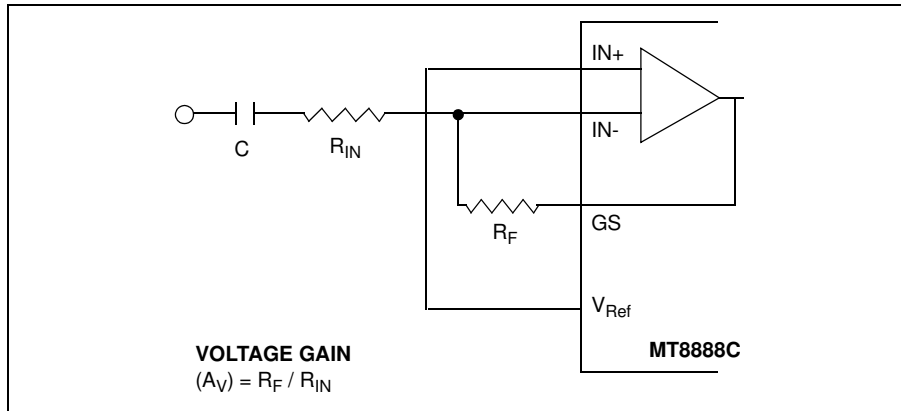 IN+
IN-
C
R_IN
R_F
GS
V_Ref
MT8888C
VOLTAGE GAIN
(A_V) = R_F / R_IN